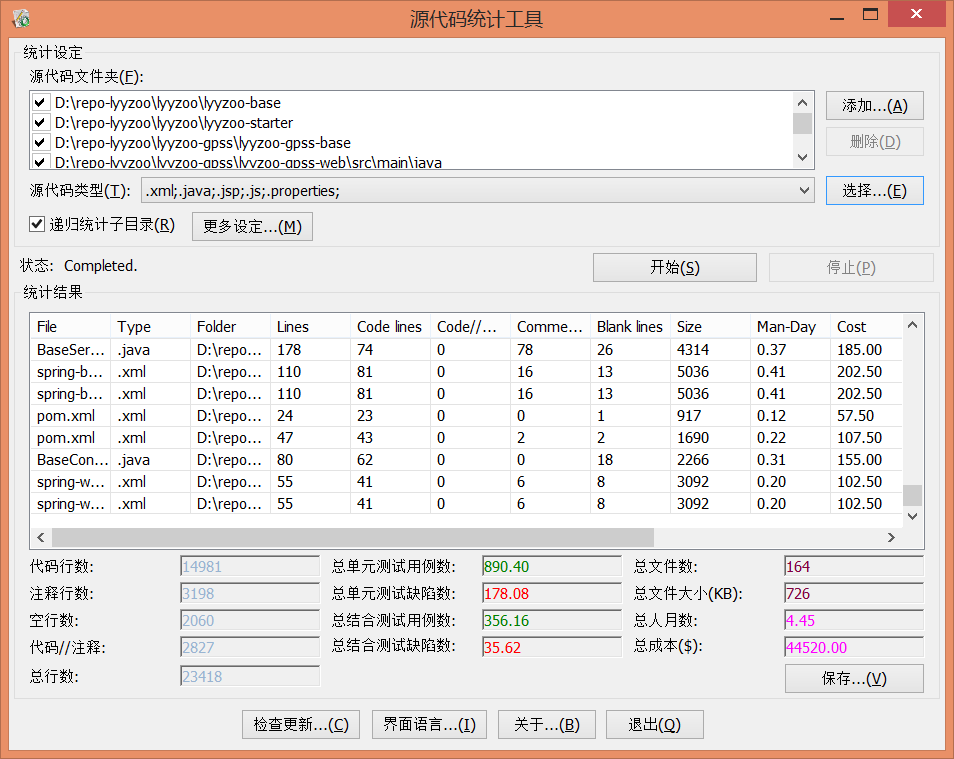 源代码统计工具
统计设定
源代码文件夹(F):
D:\repo-lyyzoo\lyyzoo\lyyzoo-base
D:\repo-lyyzoo\lyyzoo\lyyzoo-starter
D:\repo-lyyzoo\lyyzoo-gpss\lyyzoo-gpss-base
D:\repo-lyyzoo\lyyzoo-gpss\lyyzoo-gpss-web\src\main\java
添加...(A)
删除(D)
源代码类型(T): .xml;.java;.jsp;.js;.properties; 选择...(E)
递归统计子目录(R) 更多设定...(M)
状态: Completed. 开始(S) 停止(P)
统计结果
File Type Folder Lines Code lines Code//... Comme... Blank lines Size Man-Day Cost
BaseSer... .java D:\repo... 178 74 0 78 26 4314 0.37 185.00
spring-b... .xml D:\repo... 110 81 0 16 13 5036 0.41 202.50
spring-b... .xml D:\repo... 110 81 0 16 13 5036 0.41 202.50
pom.xml .xml D:\repo... 24 23 0 0 1 917 0.12 57.50
pom.xml .xml D:\repo... 47 43 0 2 2 1690 0.22 107.50
BaseCon... .java D:\repo... 80 62 0 0 18 2266 0.31 155.00
spring-w... .xml D:\repo... 55 41 0 6 8 3092 0.20 102.50
spring-w... .xml D:\repo... 55 41 0 6 8 3092 0.20 102.50
代码行数: 14981 总单元测试用例数: 890.40 总文件数: 164
注释行数: 3198 总单元测试缺陷数: 178.08 总文件大小(KB): 726
空行数: 2060 总结合测试用例数: 356.16 总人月数: 4.45
代码//注释: 2827 总结合测试缺陷数: 35.62 总成本($): 44520.00
总行数: 23418 保存...(V)
检查更新...(C) 界面语言...(I) 关于...(B) 退出(Q)